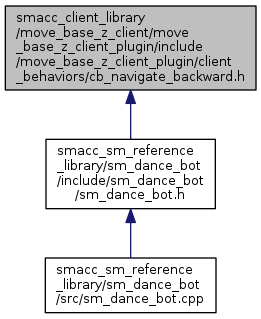 smacc_client_library
/move_base_z_client/move
_base_z_client_plugin/include
/move_base_z_client_plugin/client
_behaviors/cb_navigate_backward.h
smacc_sm_reference
_library/sm_dance_bot
/include/sm_dance_bot
/sm_dance_bot.h
smacc_sm_reference
_library/sm_dance_bot
/src/sm_dance_bot.cpp